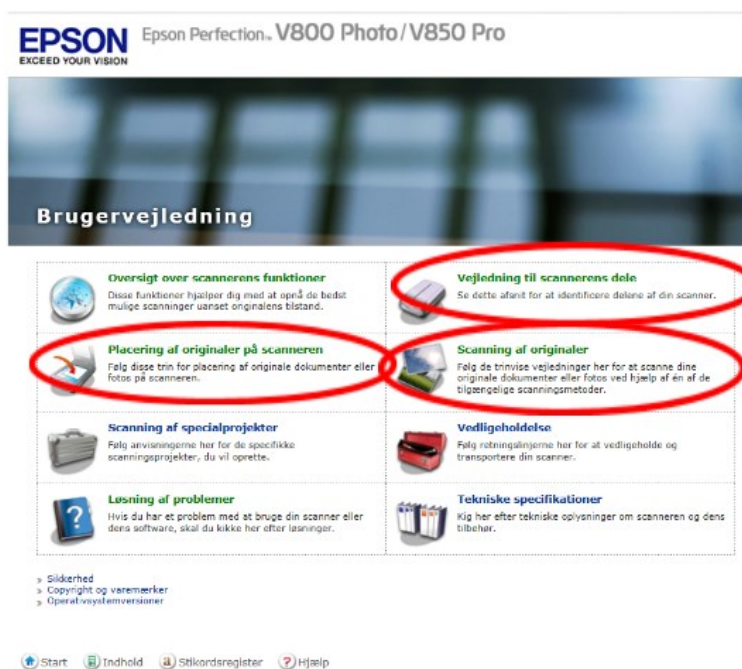 EPSON
EXCEED YOUR VISION
Epson Perfection™ V800 Photo/V850 Pro
Brugervejledning
Oversigt over scannerens funktioner
Disse funktioner hjælper dig med at opnå de bedst
mulige scanninger uanset originalens tilstand.
Vejledning til scannerens dele
Se dette afsnit for at identificere delene af din scanner.
Placering af originaler på scanneren
Følg disse trin for placering af originale dokumenter eller
fotos på scanneren.
Scanning af originaler
Følg de trinvise vejledninger her for at scanne dine
originale dokumenter eller fotos ved hjælp af én af de
tilgængelige scanningsmetoder.
Scanning af specialprojekter
Følg anvisningerne her for de specifikke
scanningsprojekter, du vil oprette.
Vedligeholdelse
Følg retningslinjerne her for at vedligeholde og
transportere din scanner.
Løsning af problemer
Hvis du har et problem med at bruge din scanner eller
dens software, skal du kikke her efter løsninger.
Tekniske specifikationer
Kig her efter tekniske oplysninger om scanneren og dens
tilbehør.
» Sikkerhed
» Copyright og varemærker
» Operativsystemversioner
Start Indhold a Stikordsregister ? Hjælp